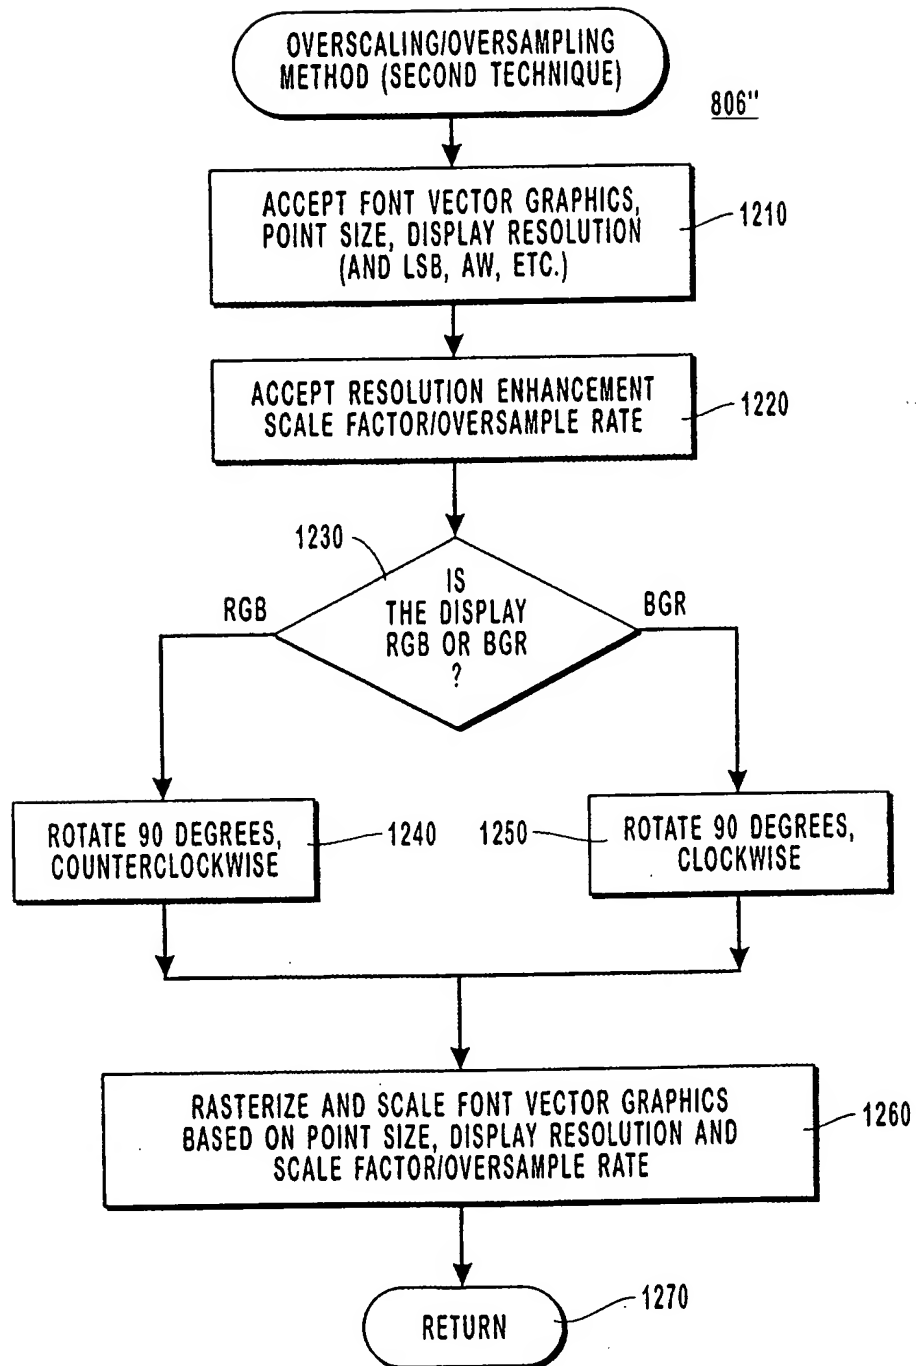 OVERSCALING/OVERSAMPLING
METHOD (SECOND TECHNIQUE)
806"
ACCEPT FONT VECTOR GRAPHICS,
POINT SIZE, DISPLAY RESOLUTION
(AND LSB, AW, ETC.)
1210
ACCEPT RESOLUTION ENHANCEMENT
SCALE FACTOR/OVERSAMPLE RATE
1220
1230
IS
THE DISPLAY
RGB OR BGR
?
RGB
BGR
ROTATE 90 DEGREES,
COUNTERCLOCKWISE
1240
1250
ROTATE 90 DEGREES,
CLOCKWISE
RASTERIZE AND SCALE FONT VECTOR GRAPHICS
BASED ON POINT SIZE, DISPLAY RESOLUTION AND
SCALE FACTOR/OVERSAMPLE RATE
1260
RETURN
1270